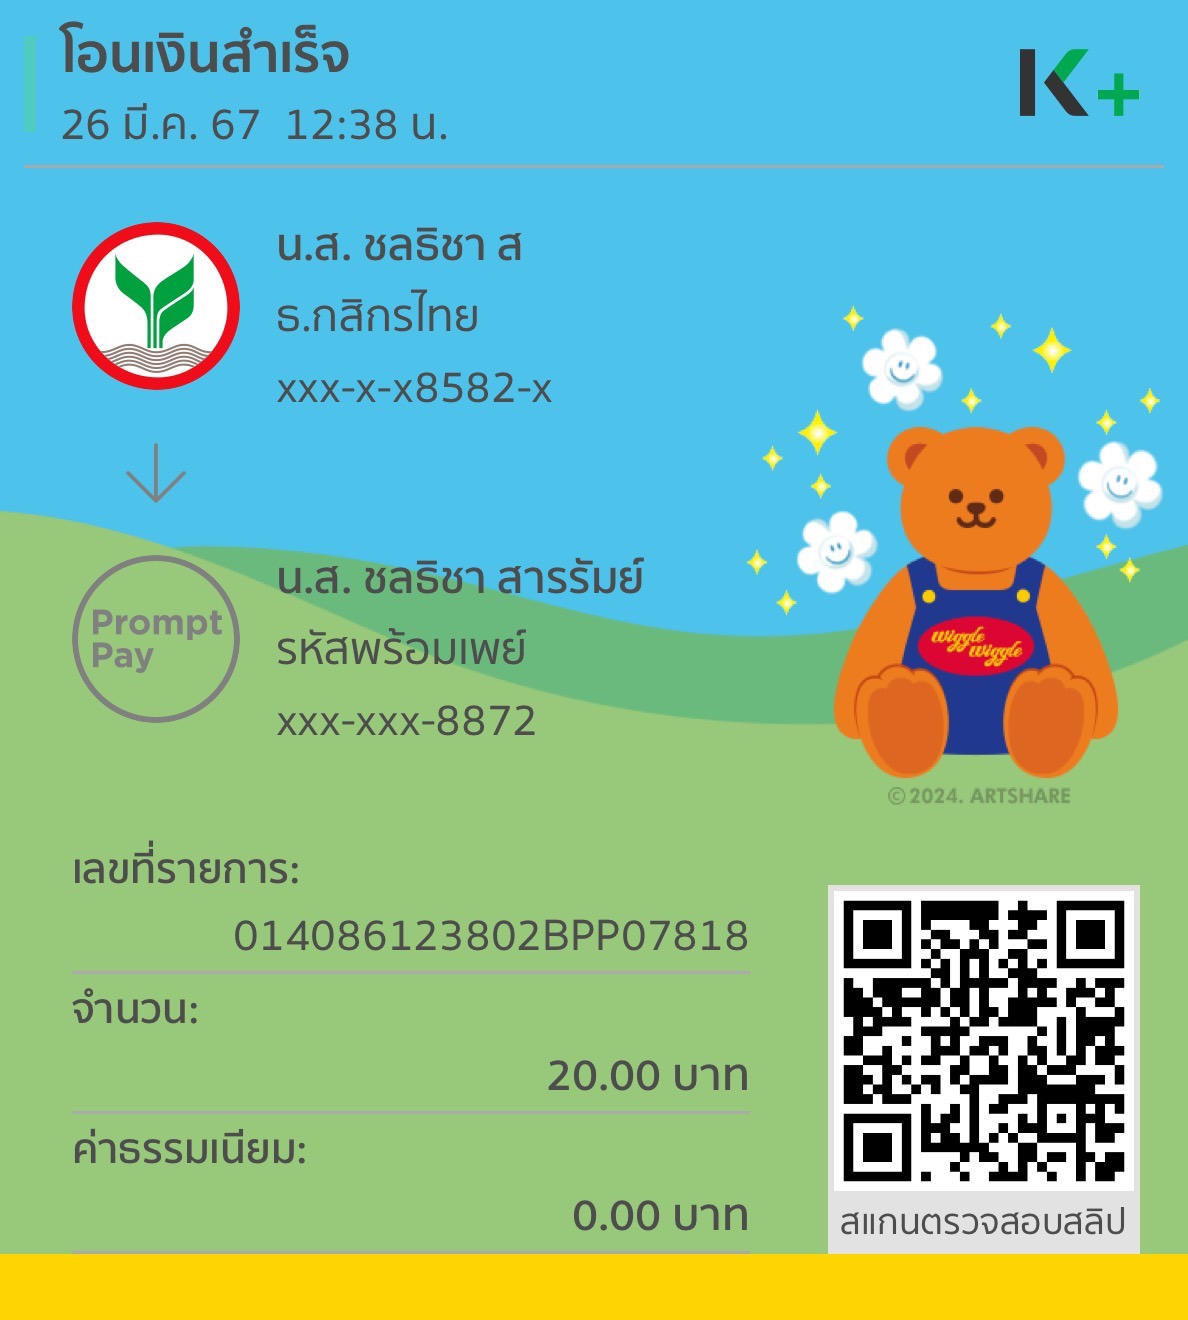 โอนเงินสำเร็จ
26 มี.ค. 67 12:38 น.
K+
น.ส. ชลธิชา ส
ธ.กสิกรไทย
xxx-x-x8582-x
Prompt
Pay
น.ส. ชลธิชา สารรัมย์
รหัสพร้อมเพย์
xxx-xxx-8872
wiggle
wiggle
©2024. ARTSHARE
เลขที่รายการ:
014086123802BPP07818
จำนวน:
20.00 บาท
ค่าธรรมเนียม:
0.00 บาท
สแกนตรวจสอบสลิป